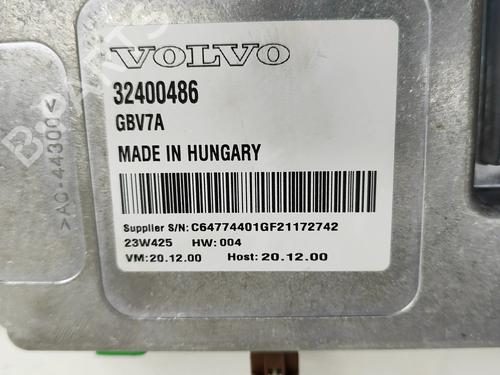 VOLVO
32400486
GBV7A
MADE IN HUNGARY
Supplier S/N: C64774401GF21172742
23W425 HW: 004
VM: 20.12.00 Host: 20.12.00
>AC-44300<
B-PARTS